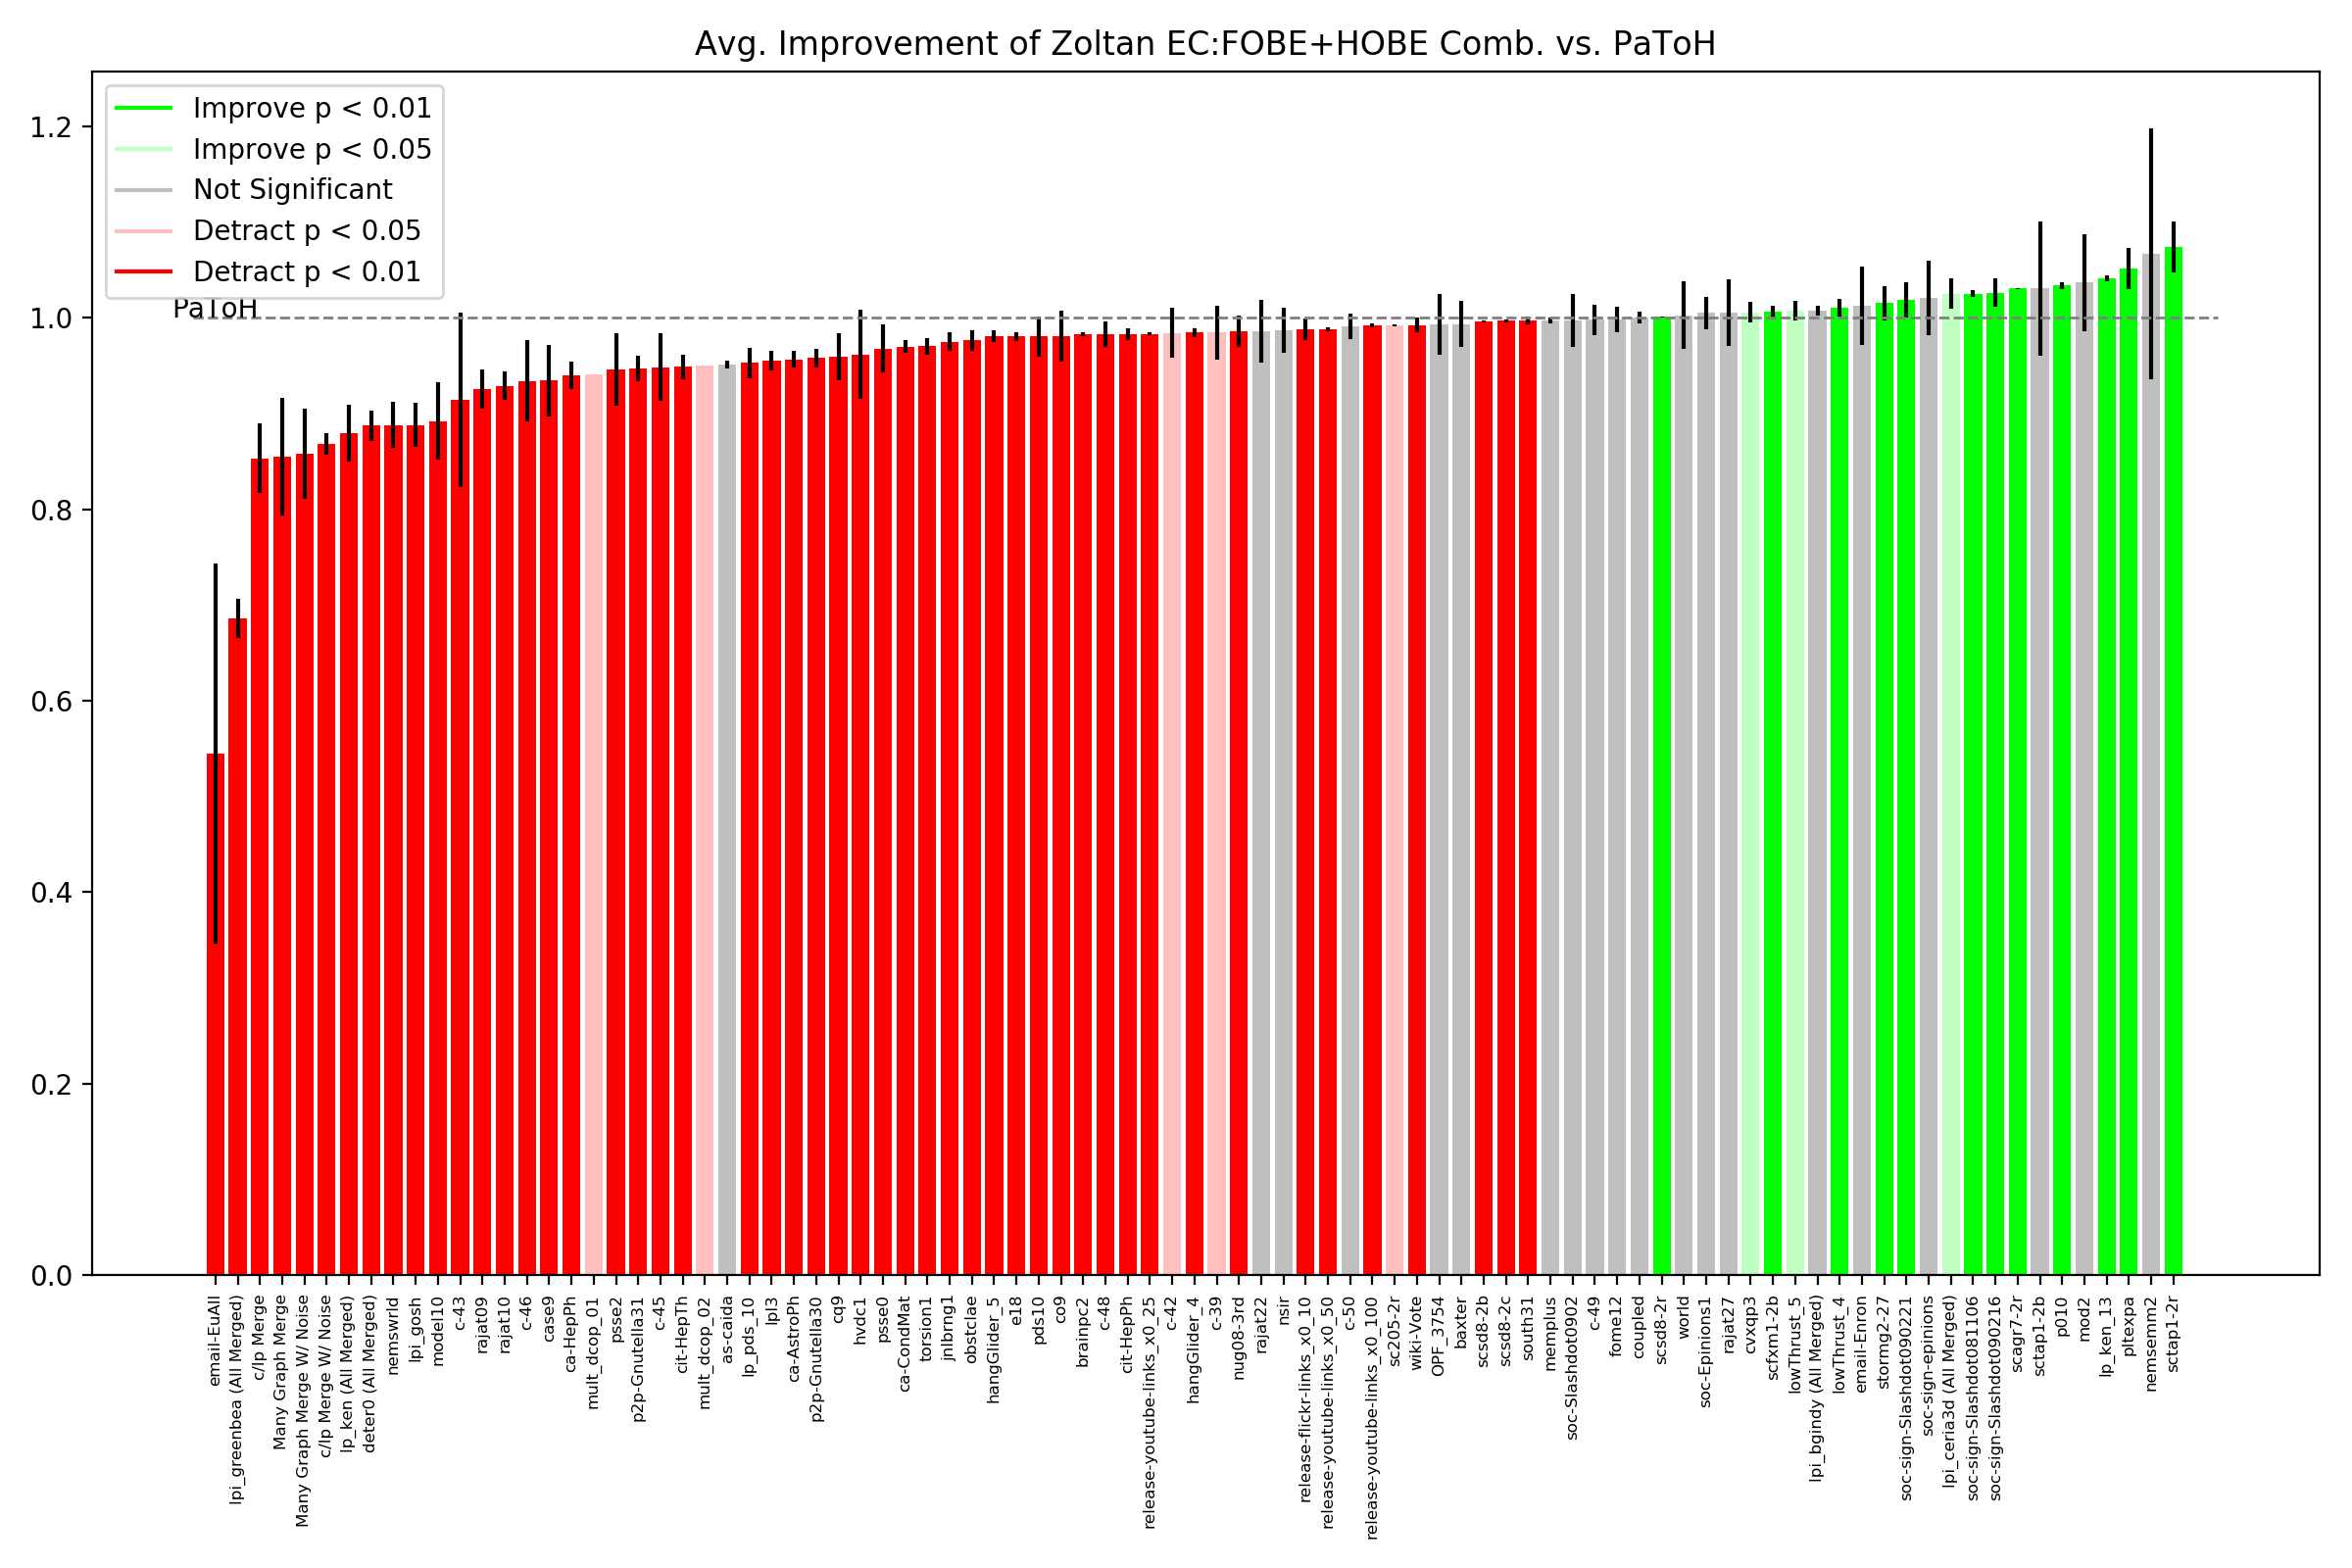 Avg. Improvement of Zoltan EC:FOBE+HOBE Comb. vs. PaToH
Improve p < 0.01
Improve p < 0.05
Not Significant
Detract p < 0.05
Detract p < 0.01
PaToH
1.2
1.0
0.8
0.6
0.4
0.2
0.0
email-EuAll
lpi_greenbea (All Merged)
c/lp Merge
Many Graph Merge
Many Graph Merge W/ Noise
c/lp Merge W/ Noise
lp_ken (All Merged)
deter0 (All Merged)
nemswrld
lpi_gosh
model10
c-43
rajat09
rajat10
c-46
case9
ca-HepPh
mult_dcop_01
psse2
p2p-Gnutella31
c-45
cit-HepTh
mult_dcop_02
as-caida
lp_pds_10
lpl3
ca-AstroPh
p2p-Gnutella30
cq9
hvdc1
psse0
ca-CondMat
torsion1
jnlbrng1
obstclae
hangGlider_5
e18
pds10
co9
brainpc2
c-48
cit-HepPh
release-youtube-links_x0_25
c-42
hangGlider_4
c-39
nug08-3rd
rajat22
nsir
release-flickr-links_x0_10
release-youtube-links_x0_50
c-50
release-youtube-links_x0_100
sc205-2r
wiki-Vote
OPF_3754
baxter
scsd8-2b
scsd8-2c
south31
memplus
soc-Slashdot0902
c-49
fome12
coupled
scsd8-2r
world
soc-Epinions1
rajat27
cvxqp3
scfxm1-2b
lowThrust_5
lpi_bgindy (All Merged)
lowThrust_4
email-Enron
stormg2-27
soc-sign-Slashdot090221
soc-sign-epinions
lpi_ceria3d (All Merged)
soc-sign-Slashdot081106
soc-sign-Slashdot090216
scagr7-2r
sctap1-2b
p010
mod2
lp_ken_13
pltexpa
nemsemm2
sctap1-2r